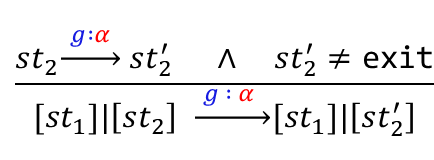 st₂ —g:α→ st₂′ ∧ st₂′ ≠ exit
[st₁]|[st₂] —g : α→ [st₁]|[st₂′]